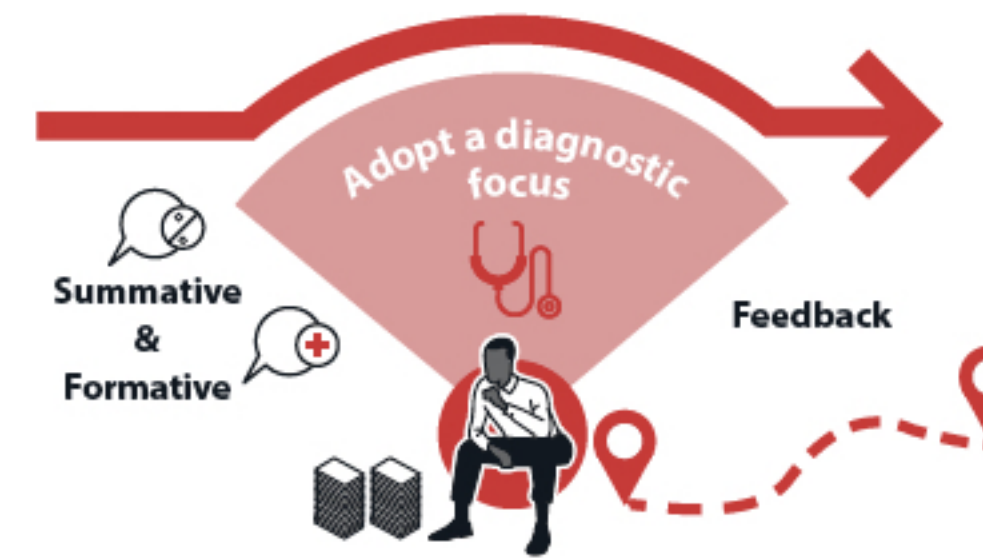 Adopt a diagnostic
focus
Summative
&
Formative
Feedback